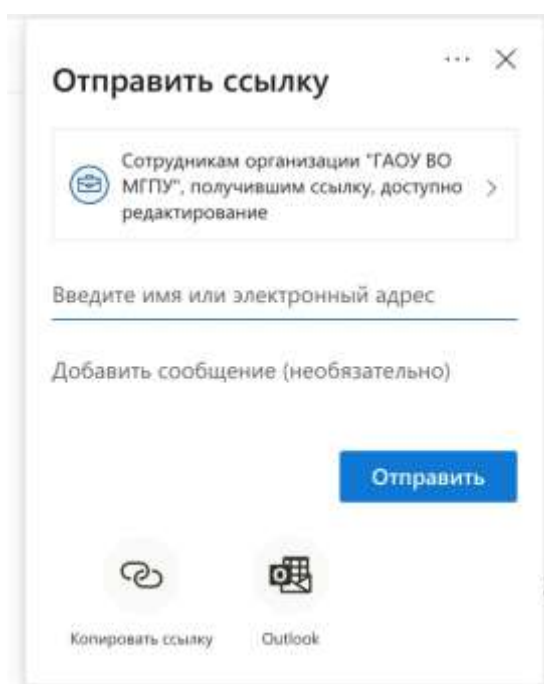 Отправить ссылку
Сотрудникам организации "ГАОУ ВО
МГПУ", получившим ссылку, доступно
редактирование
Введите имя или электронный адрес
Добавить сообщение (необязательно)
Отправить
Копировать ссылку
Outlook